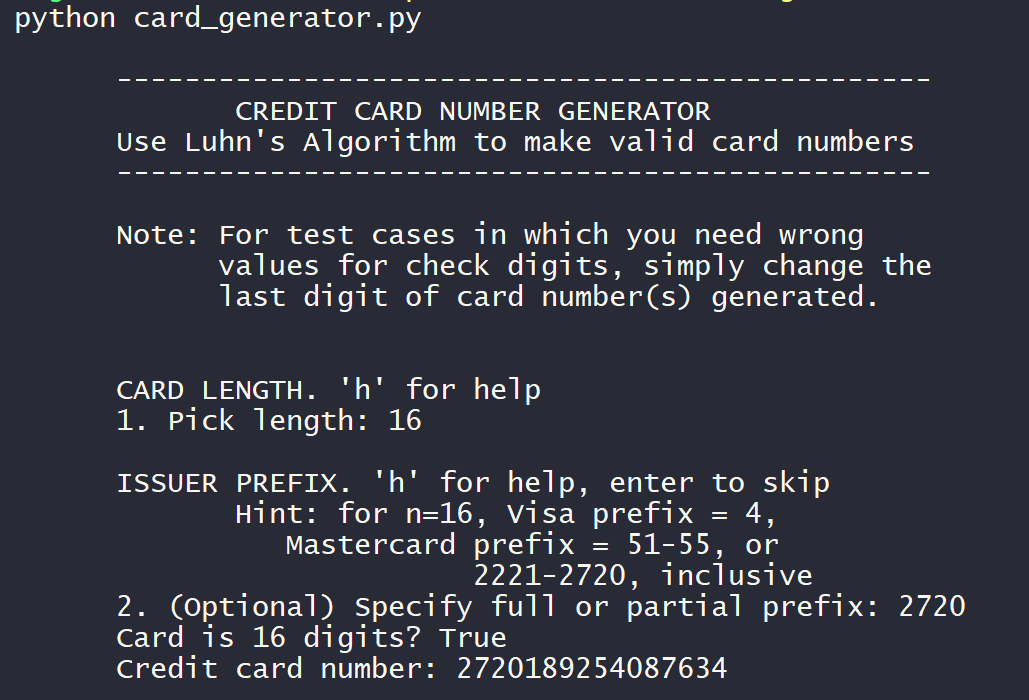 python card_generator.py
------------------------------------------------
CREDIT CARD NUMBER GENERATOR
Use Luhn's Algorithm to make valid card numbers
------------------------------------------------
Note: For test cases in which you need wrong
values for check digits, simply change the
last digit of card number(s) generated.
CARD LENGTH. 'h' for help
1. Pick length: 16
ISSUER PREFIX. 'h' for help, enter to skip
Hint: for n=16, Visa prefix = 4,
Mastercard prefix = 51-55, or
2221-2720, inclusive
2. (Optional) Specify full or partial prefix: 2720
Card is 16 digits? True
Credit card number: 2720189254087634